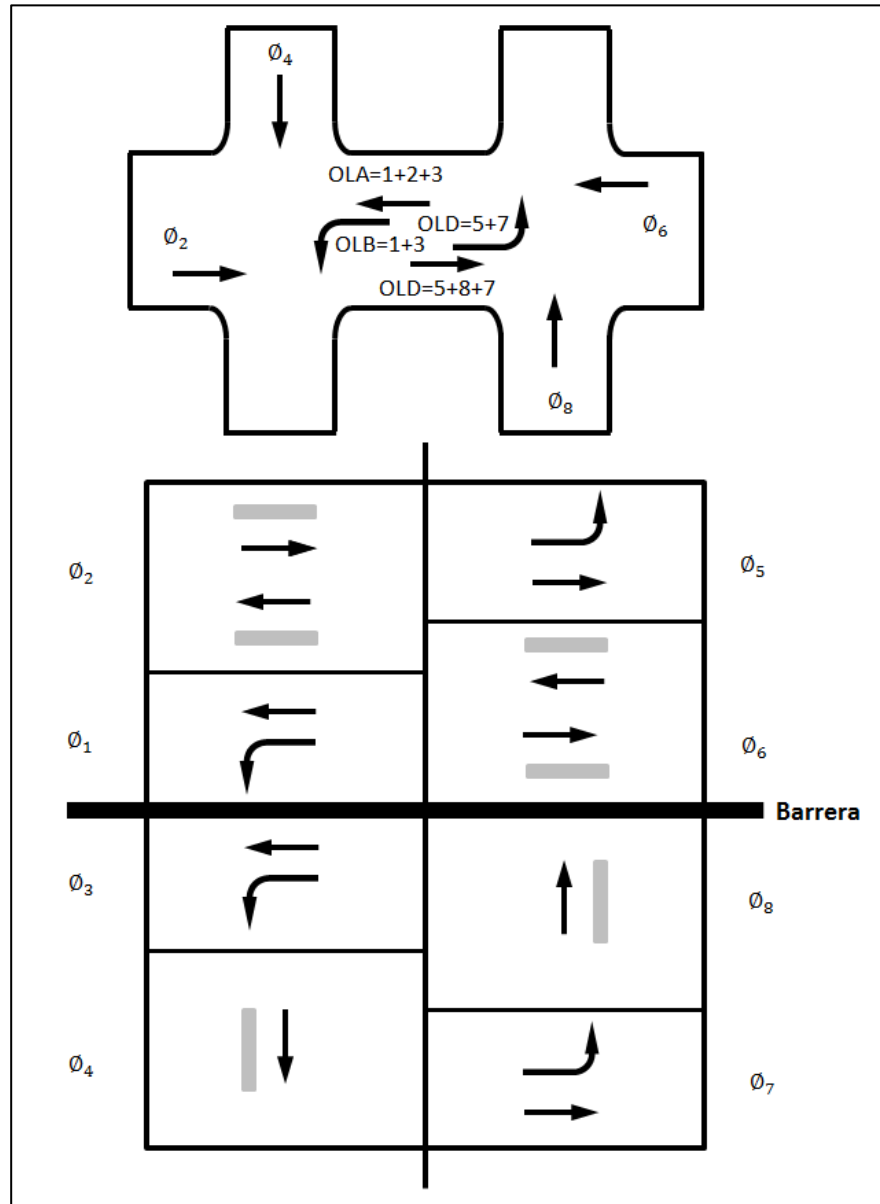 Ø₄
OLA=1+2+3
Ø₂
OLD=5+7
Ø₆
OLB=1+3
OLD=5+8+7
Ø₈
Ø₂
Ø₅
Ø₁
Ø₆
Barrera
Ø₃
Ø₈
Ø₄
Ø₇